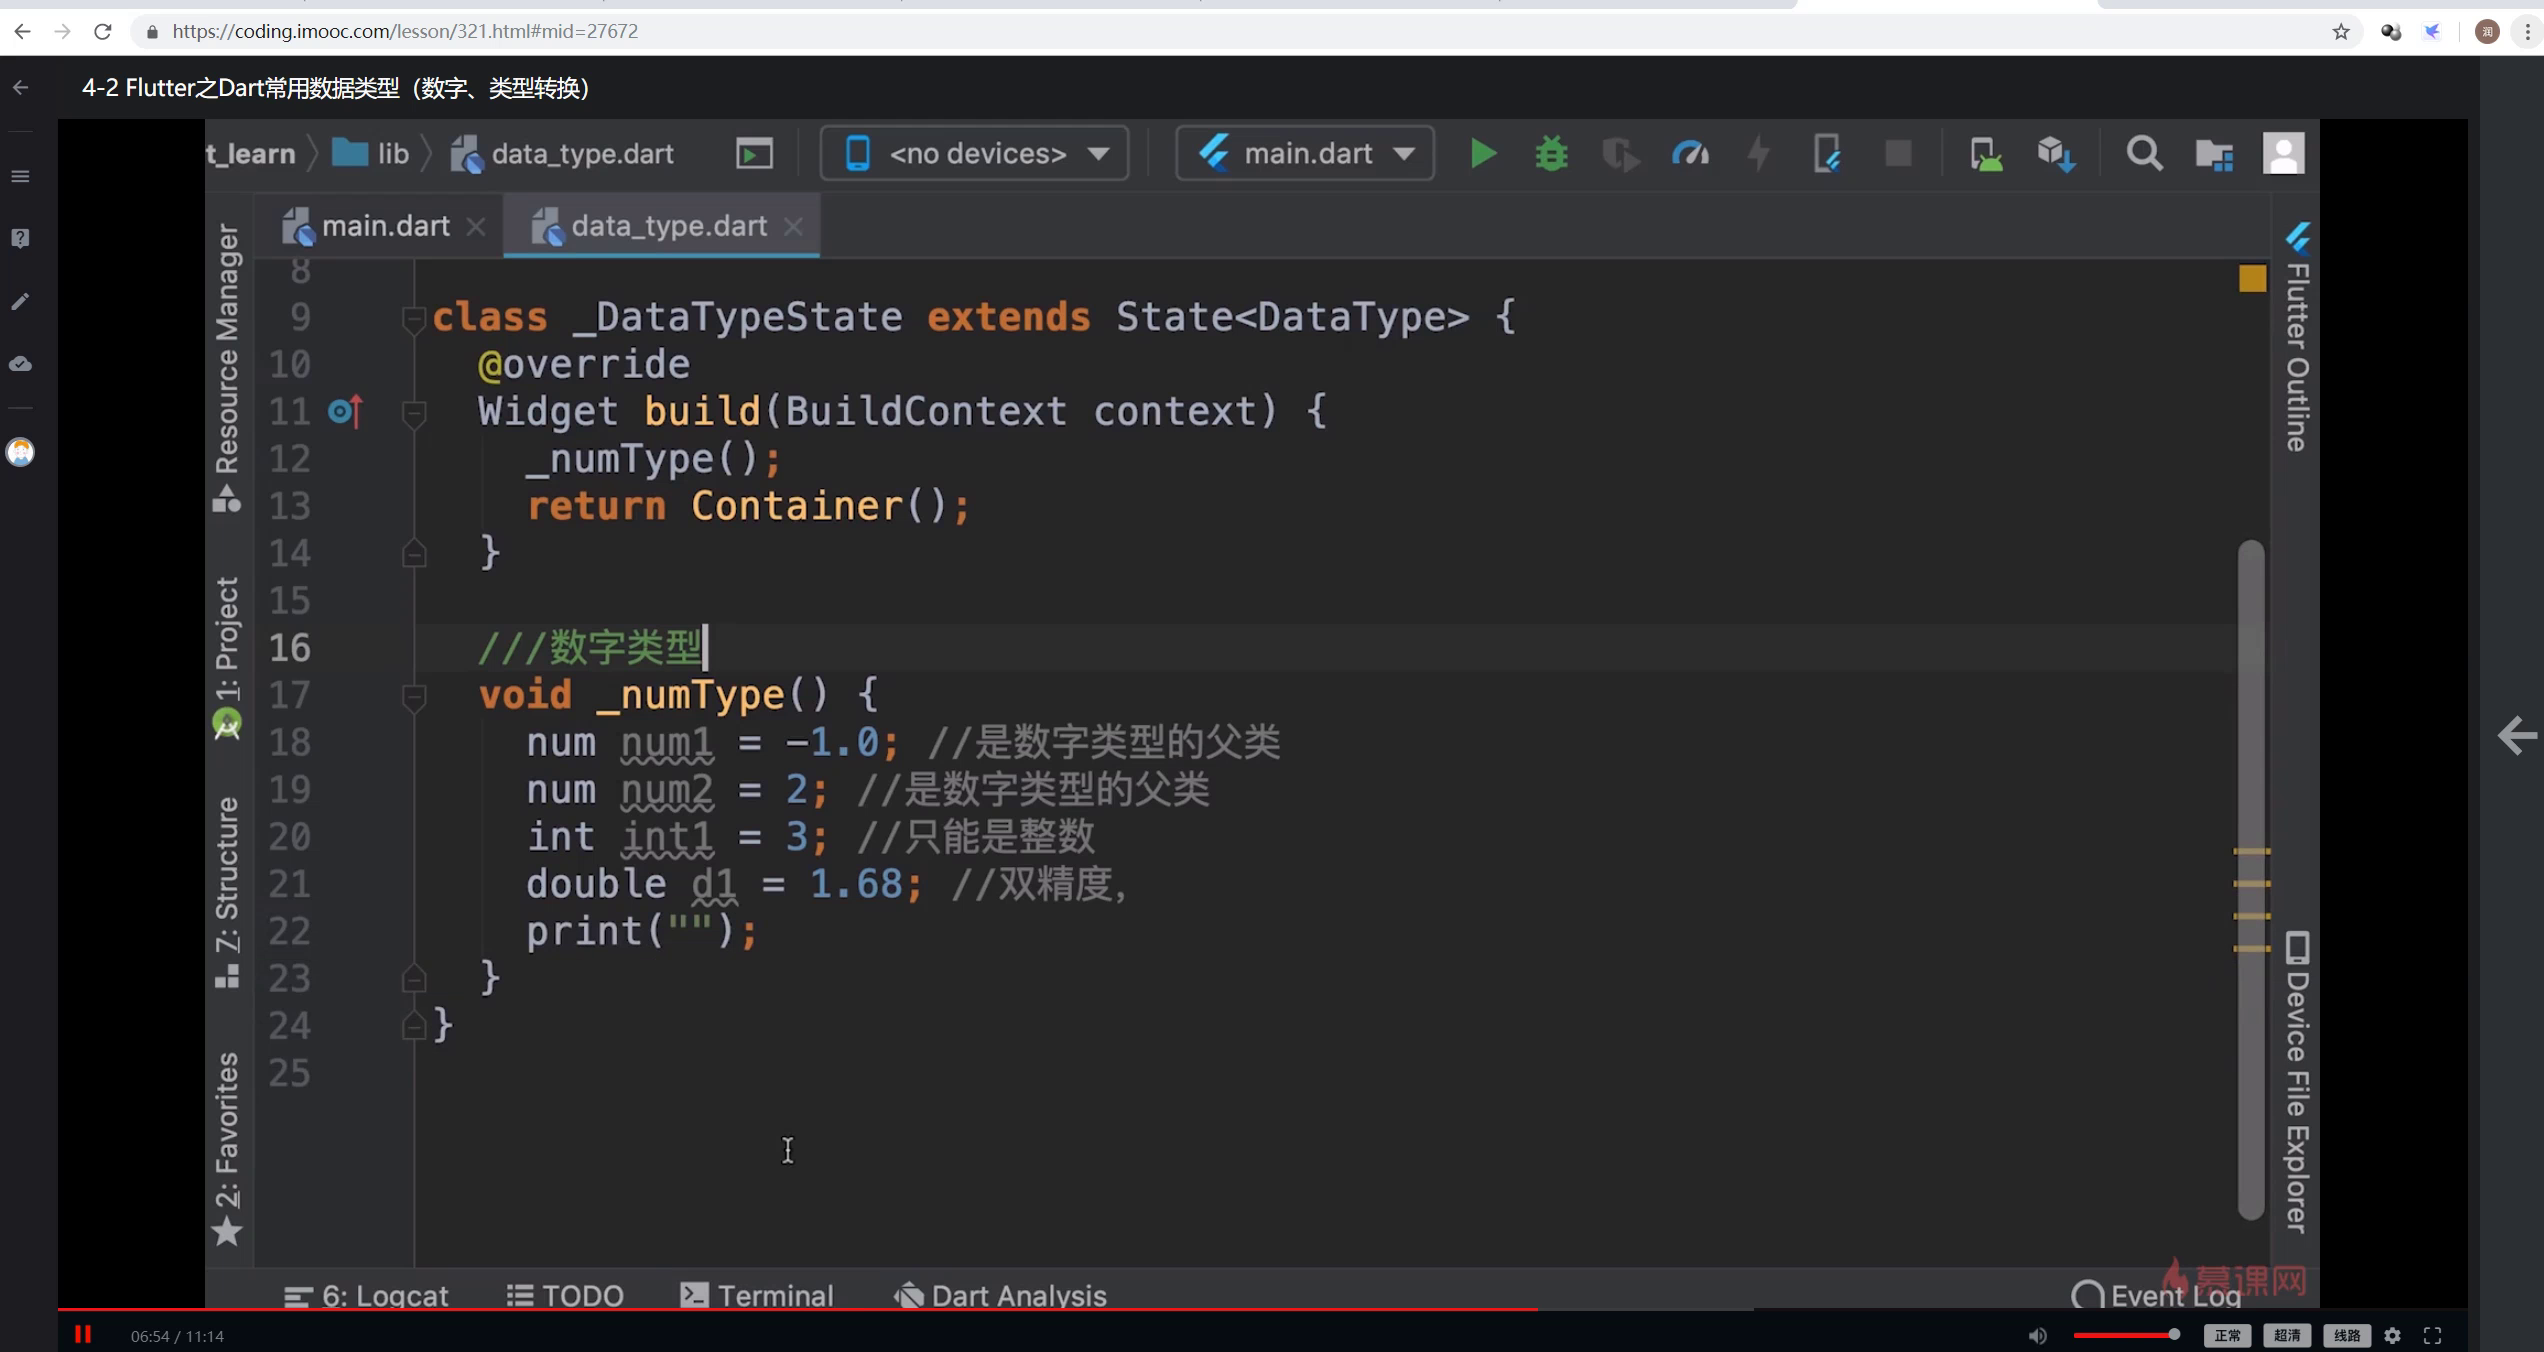 https://coding.imooc.com/lesson/321.html#mid=27672
润
4-2 Flutter之Dart常用数据类型（数字、类型转换）
t_learn lib data_type.dart <no devices> main.dart
main.dart data_type.dart
Resource Manager
1: Project
7: Structure
2: Favorites
8
9 class _DataTypeState extends State<DataType> {
10 @override
11 Widget build(BuildContext context) {
12 _numType();
13 return Container();
14 }
15
16 ///数字类型
17 void _numType() {
18 num num1 = -1.0; //是数字类型的父类
19 num num2 = 2; //是数字类型的父类
20 int int1 = 3; //只能是整数
21 double d1 = 1.68; //双精度，
22 print("");
23 }
24 }
25
Flutter Outline
Device File Explorer
6: Logcat TODO Terminal Dart Analysis Event Log
慕课网
06:54 / 11:14 正常 超清 线路